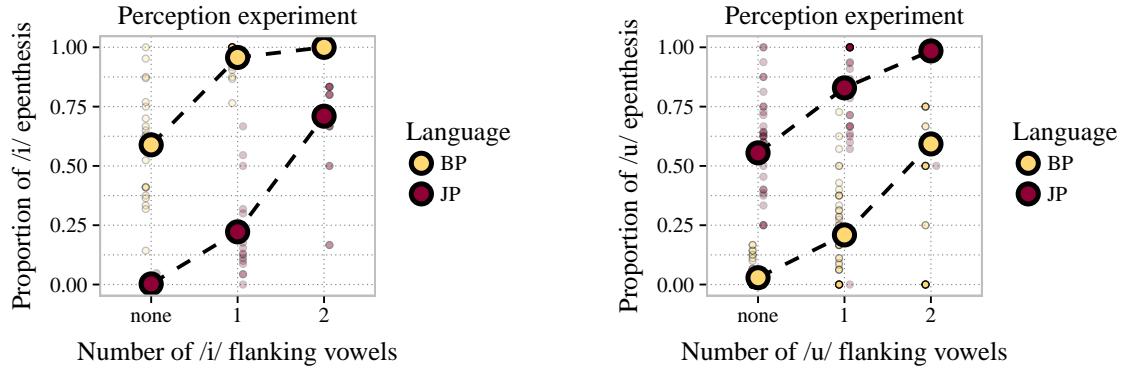 Perception experiment
Proportion of /i/ epenthesis
1.00
0.75
0.50
0.25
0.00
none 1 2
Number of /i/ flanking vowels
Language
BP
JP
Perception experiment
Proportion of /u/ epenthesis
1.00
0.75
0.50
0.25
0.00
none 1 2
Number of /u/ flanking vowels
Language
BP
JP